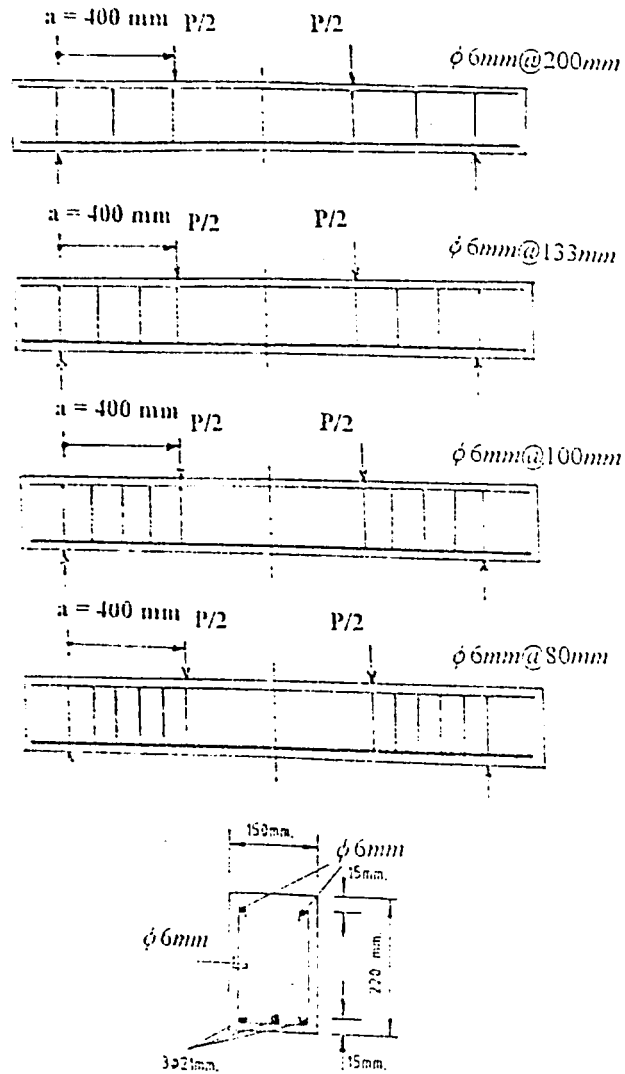 a = 400 mm P/2 P/2
ϕ 6mm@200mm
a = 400 mm P/2 P/2
ϕ 6mm@133mm
a = 400 mm P/2 P/2
ϕ 6mm@100mm
a = 400 mm P/2 P/2
ϕ 6mm@80mm
150mm.
ϕ 6mm
15mm.
ϕ 6mm
220 mm.
3ϕ21mm.
15mm.